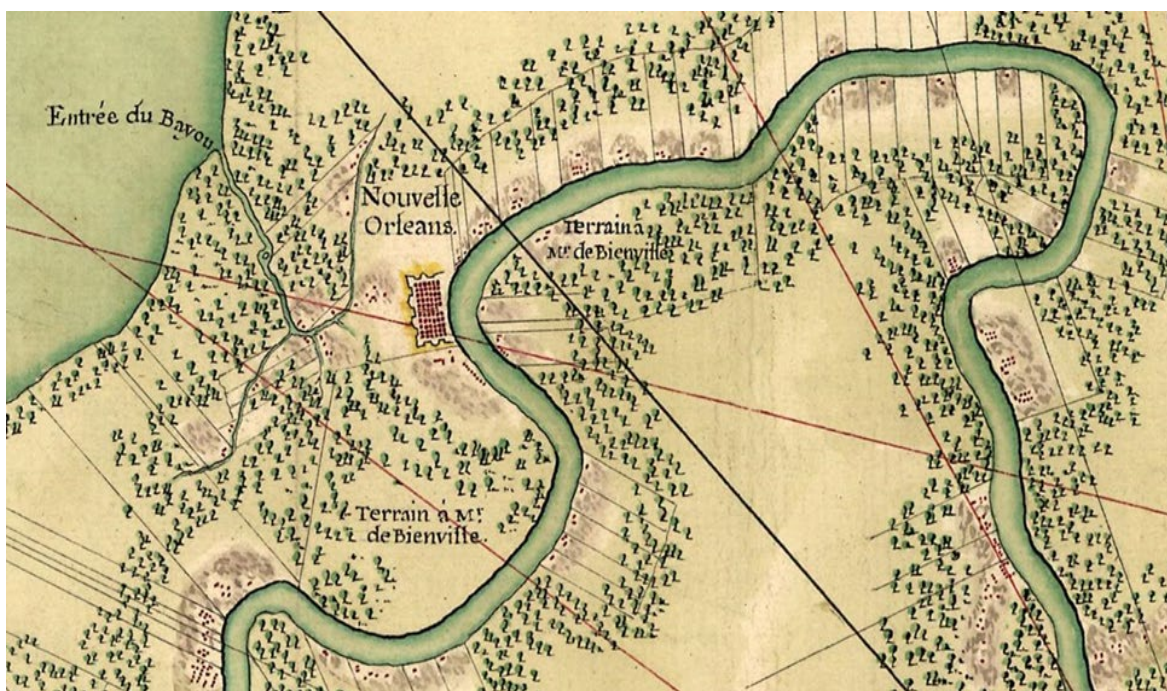 Entrée du Bayou
Nouvelle
Orleans.
Terrain à
Mr. de Bienville
Terrain à Mr.
de Bienville.